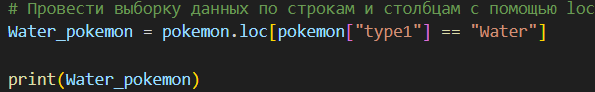 # Провести выборку данных по строкам и столбцам с помощью loc
Water_pokemon = pokemon.loc[pokemon["type1"] == "Water"]
print(Water_pokemon)